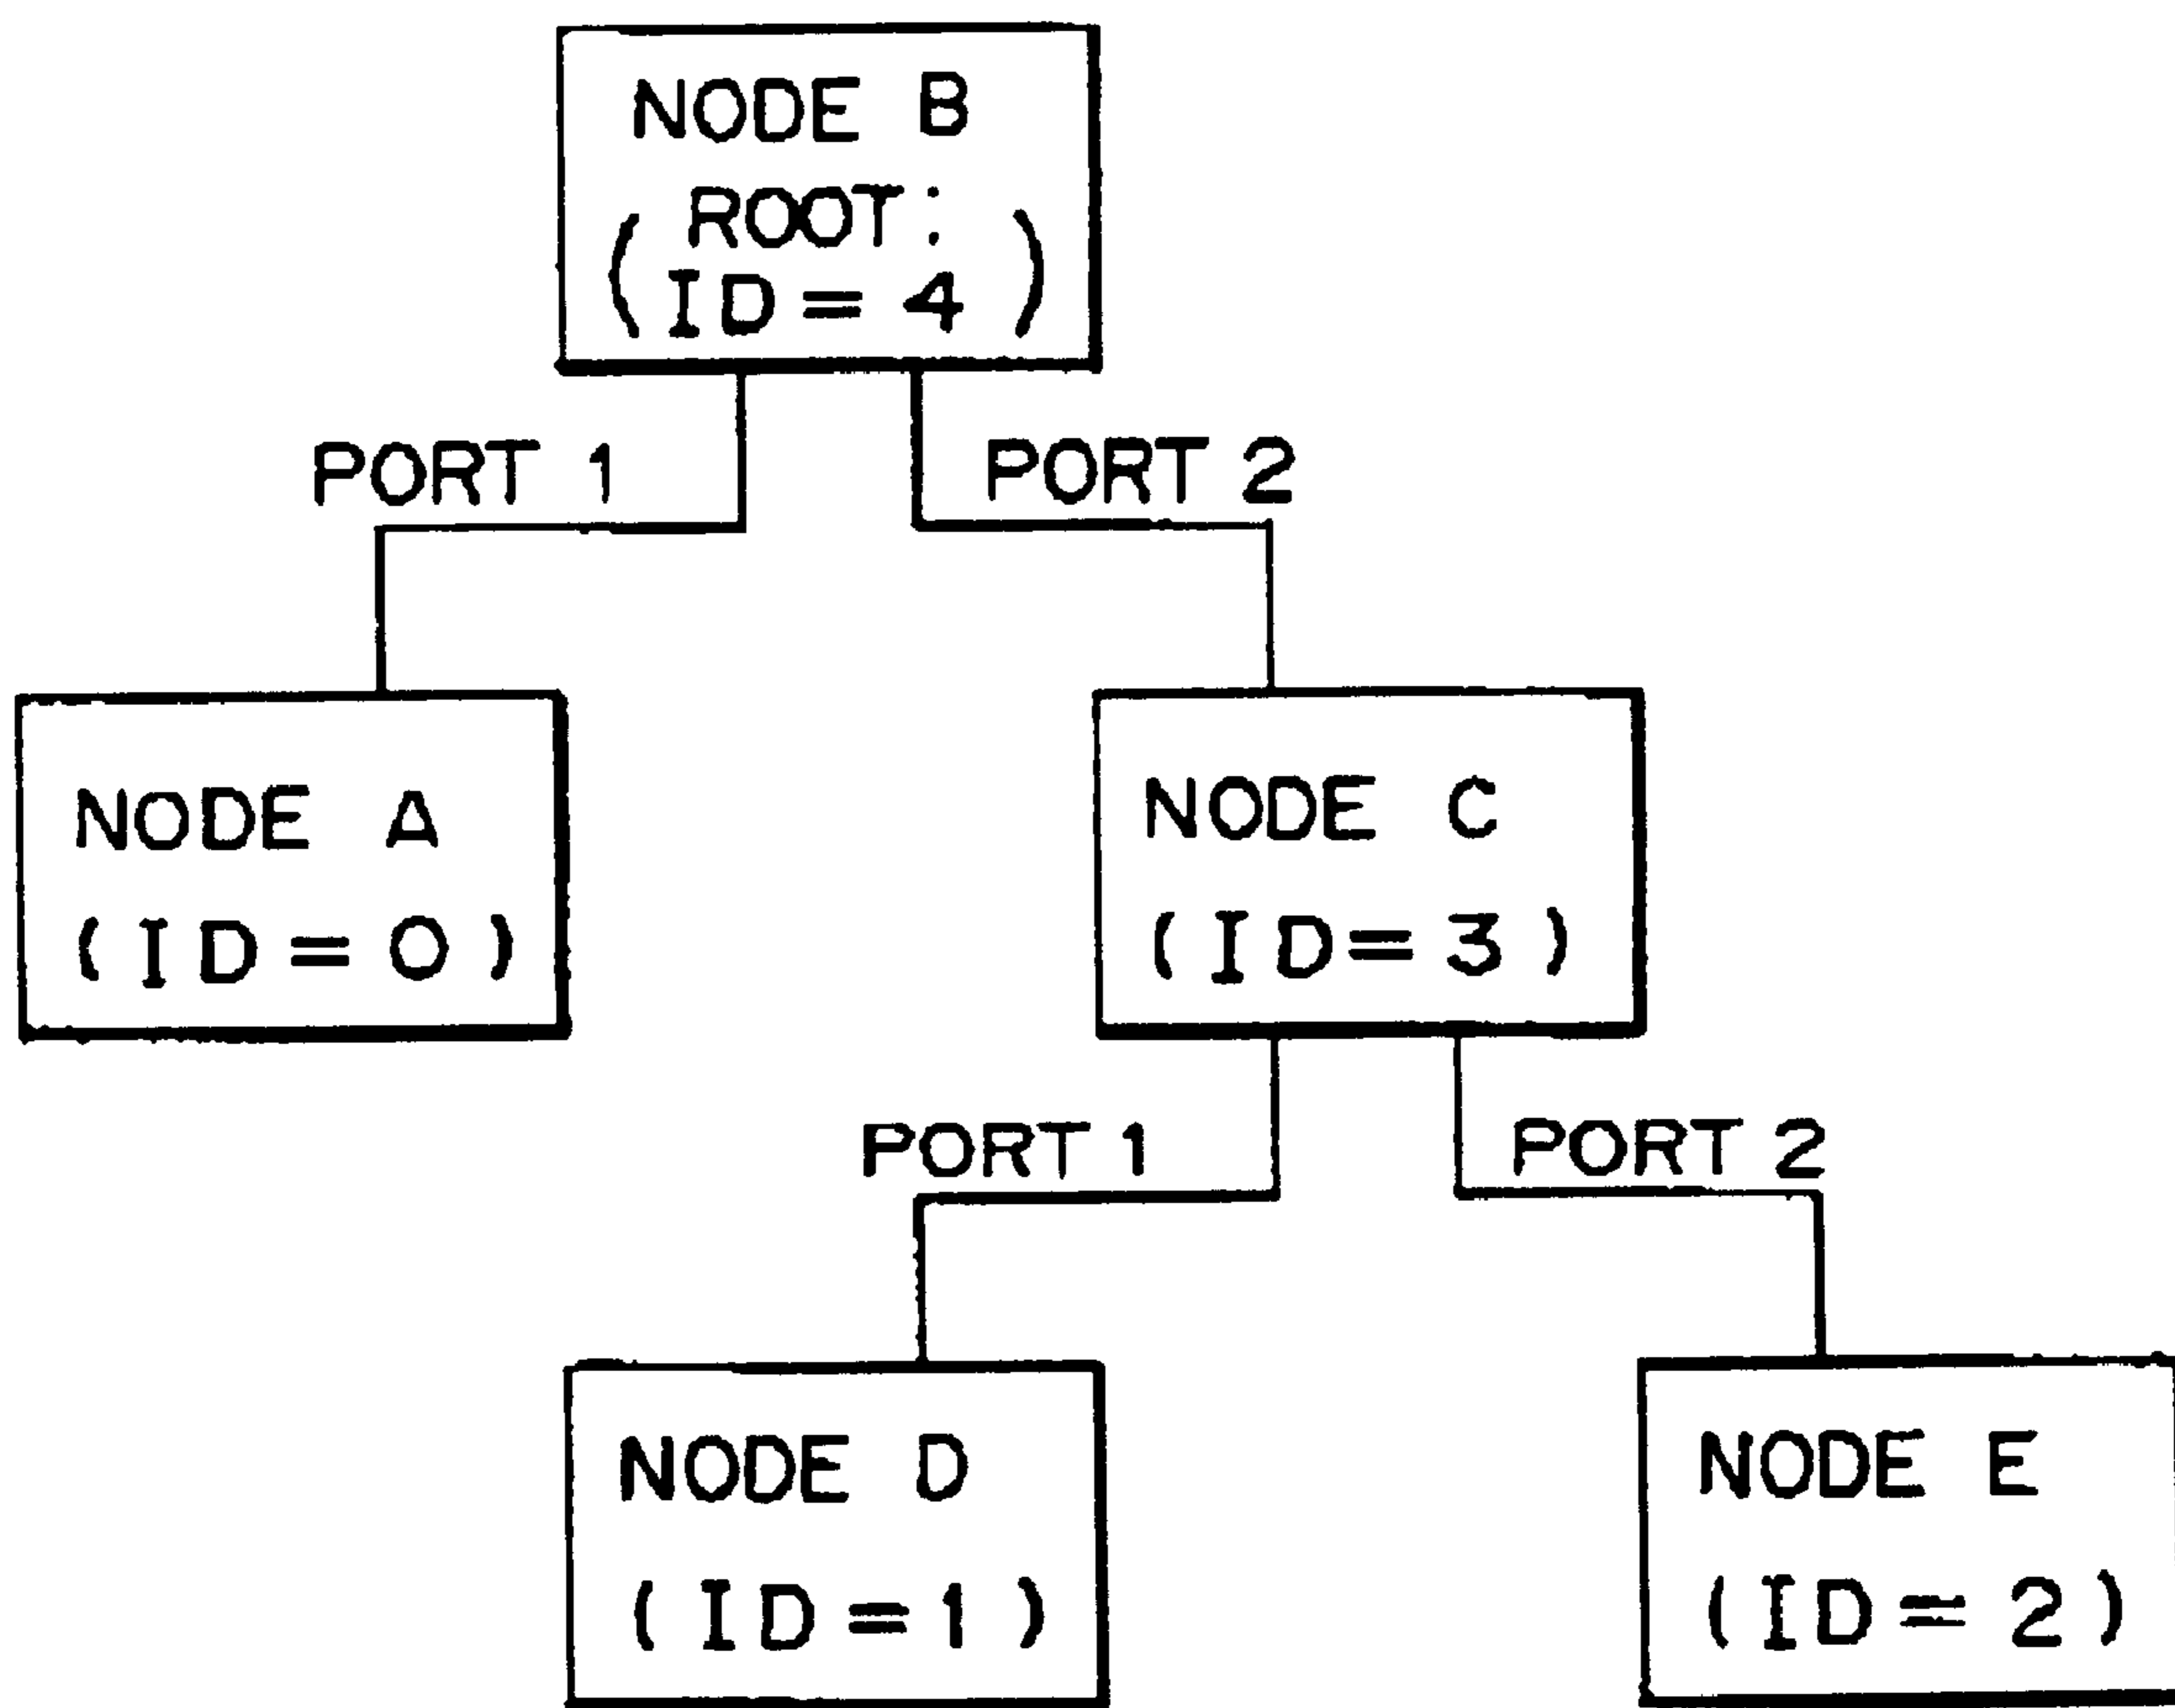 NODE B
ROOT;
(ID=4)
PORT 1
PORT 2
NODE A
(ID=0)
NODE C
(ID=3)
PORT 1
PORT 2
NODE D
(ID=1)
NODE E
(ID=2)